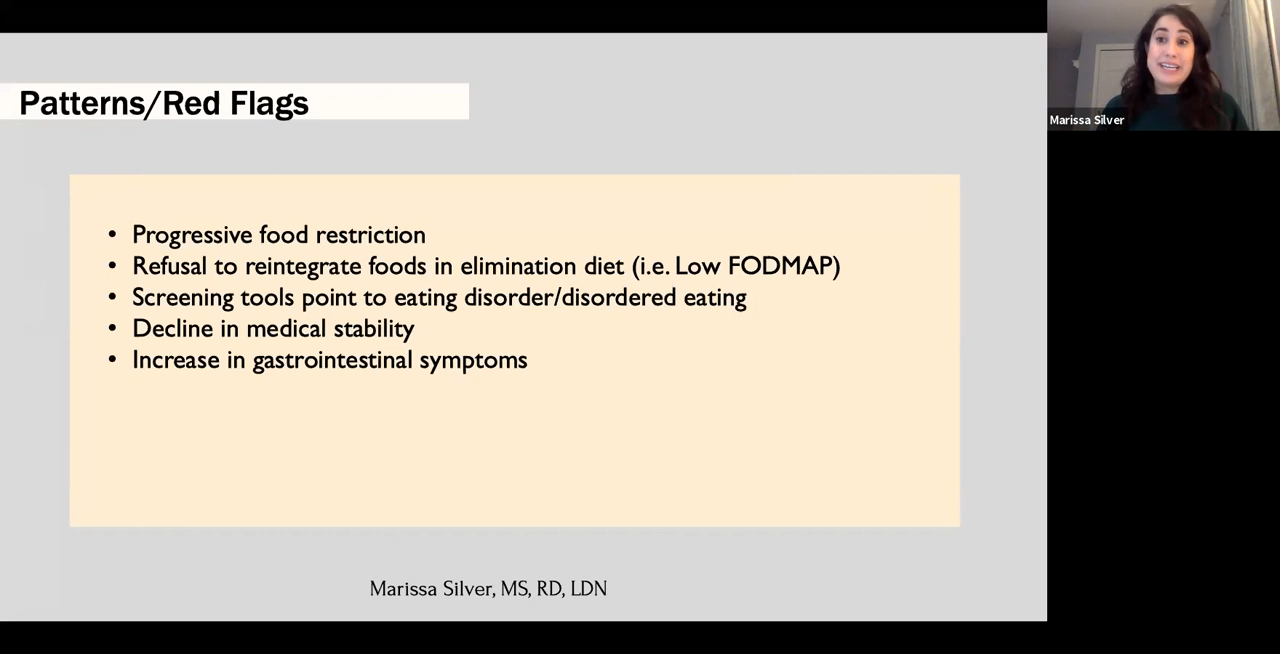 Patterns/Red Flags
• Progressive food restriction
• Refusal to reintegrate foods in elimination diet (i.e. Low FODMAP)
• Screening tools point to eating disorder/disordered eating
• Decline in medical stability
• Increase in gastrointestinal symptoms
Marissa Silver, MS, RD, LDN
Marissa Silver